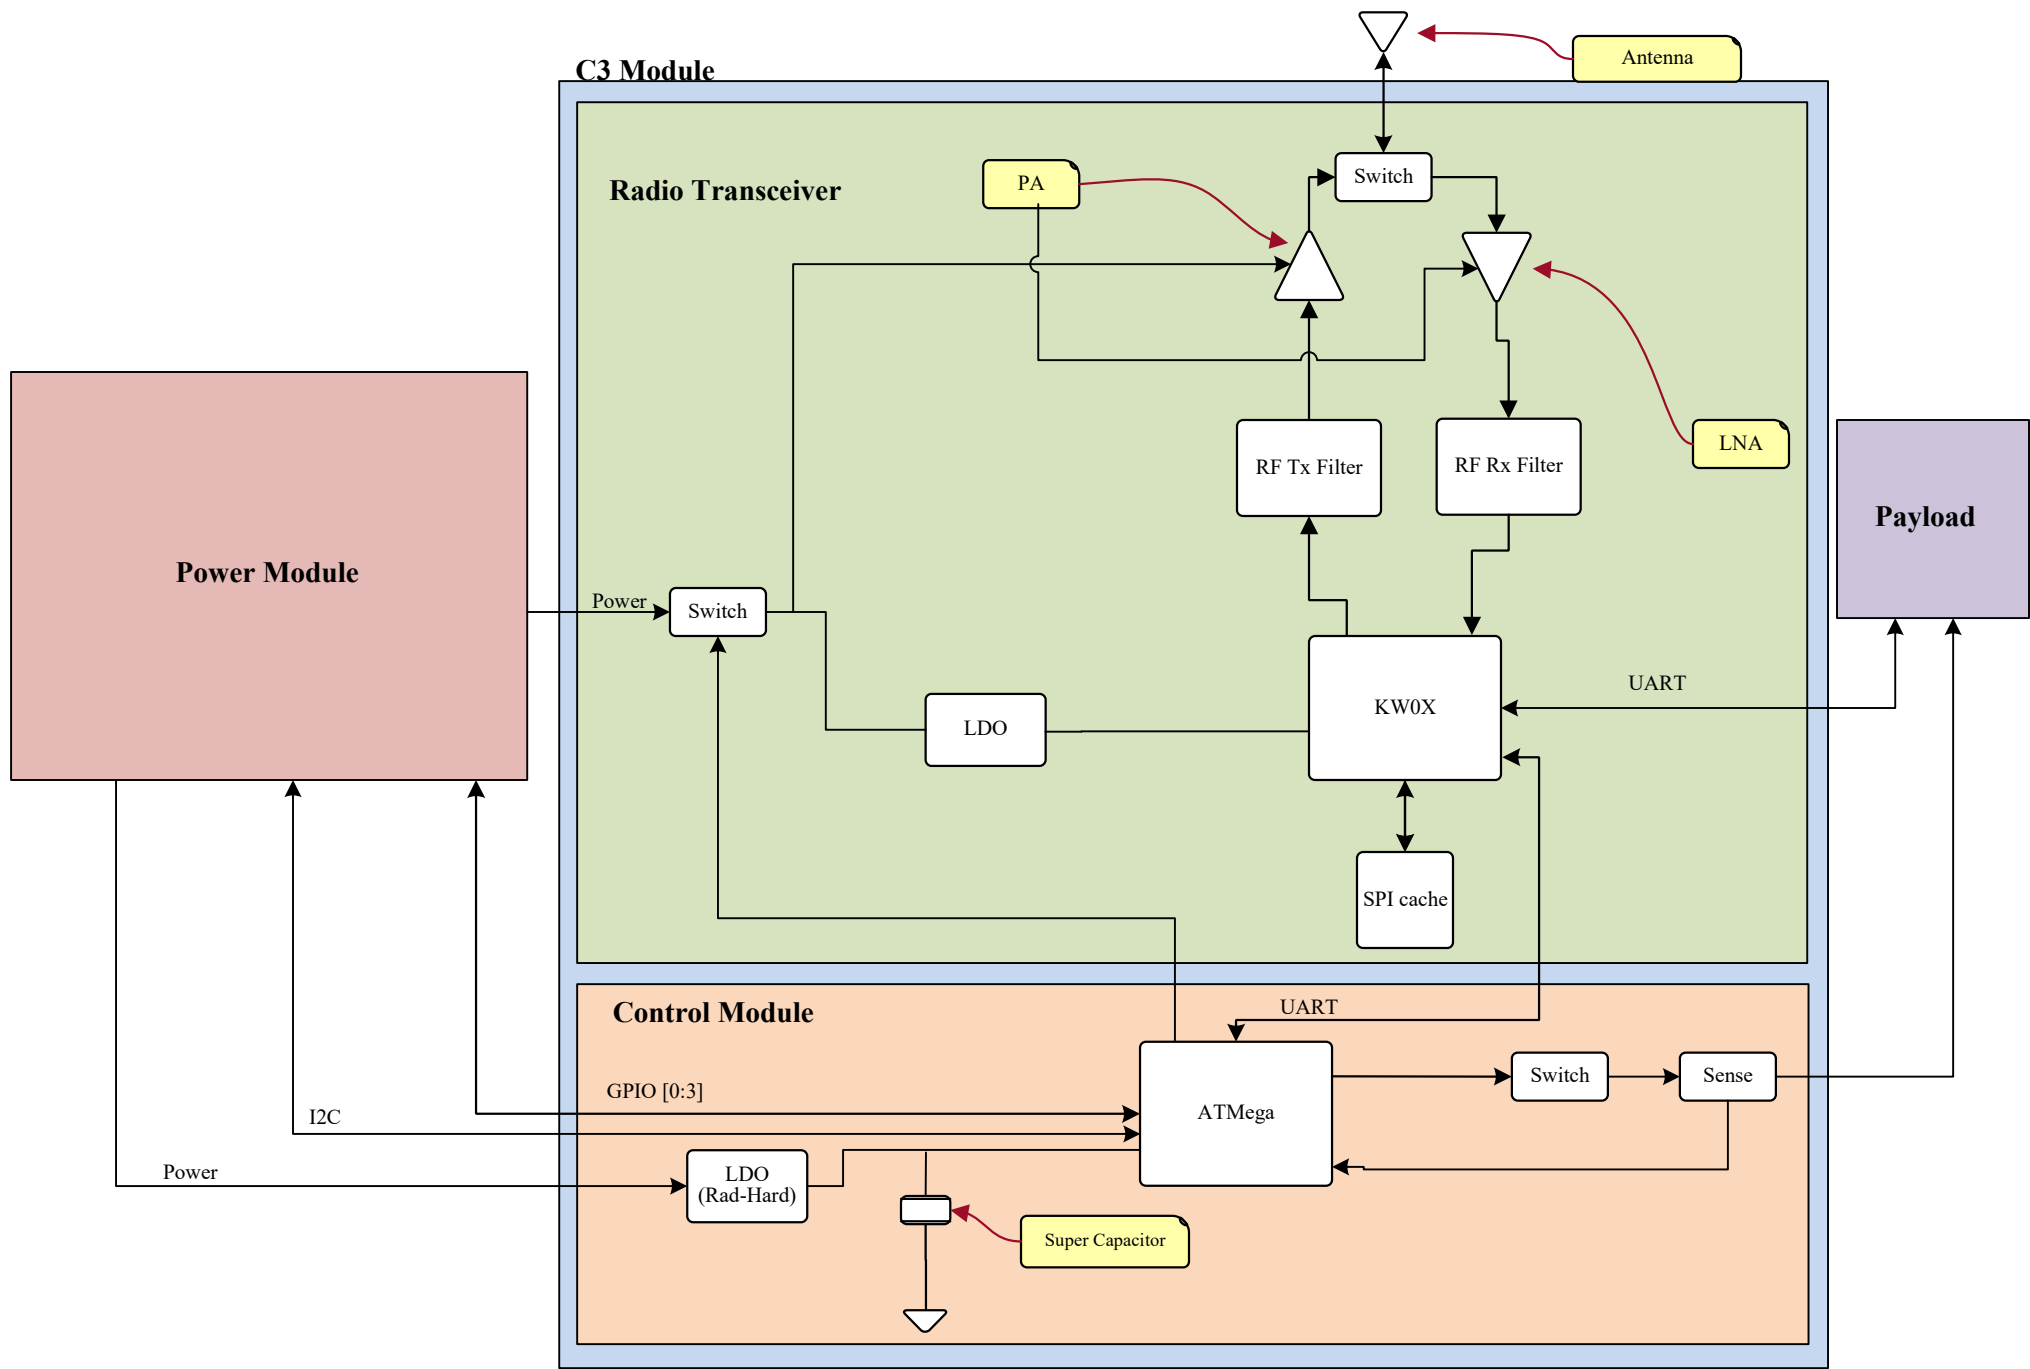 Antenna
C3 Module
Radio Transceiver
PA
Switch
RF Tx Filter
RF Rx Filter
LNA
Payload
Power Module
Power
Switch
UART
KW0X
LDO
SPI cache
Control Module
UART
GPIO [0:3]
I2C
ATMega
Switch
Sense
Power
LDO
(Rad-Hard)
Super Capacitor